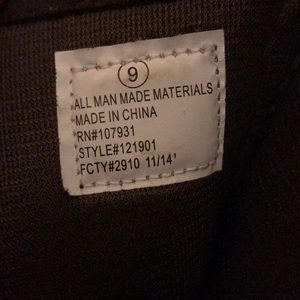 9
ALL MAN MADE MATERIALS
MADE IN CHINA
RN#107931
STYLE#121901
FCTY#2910 11/14'